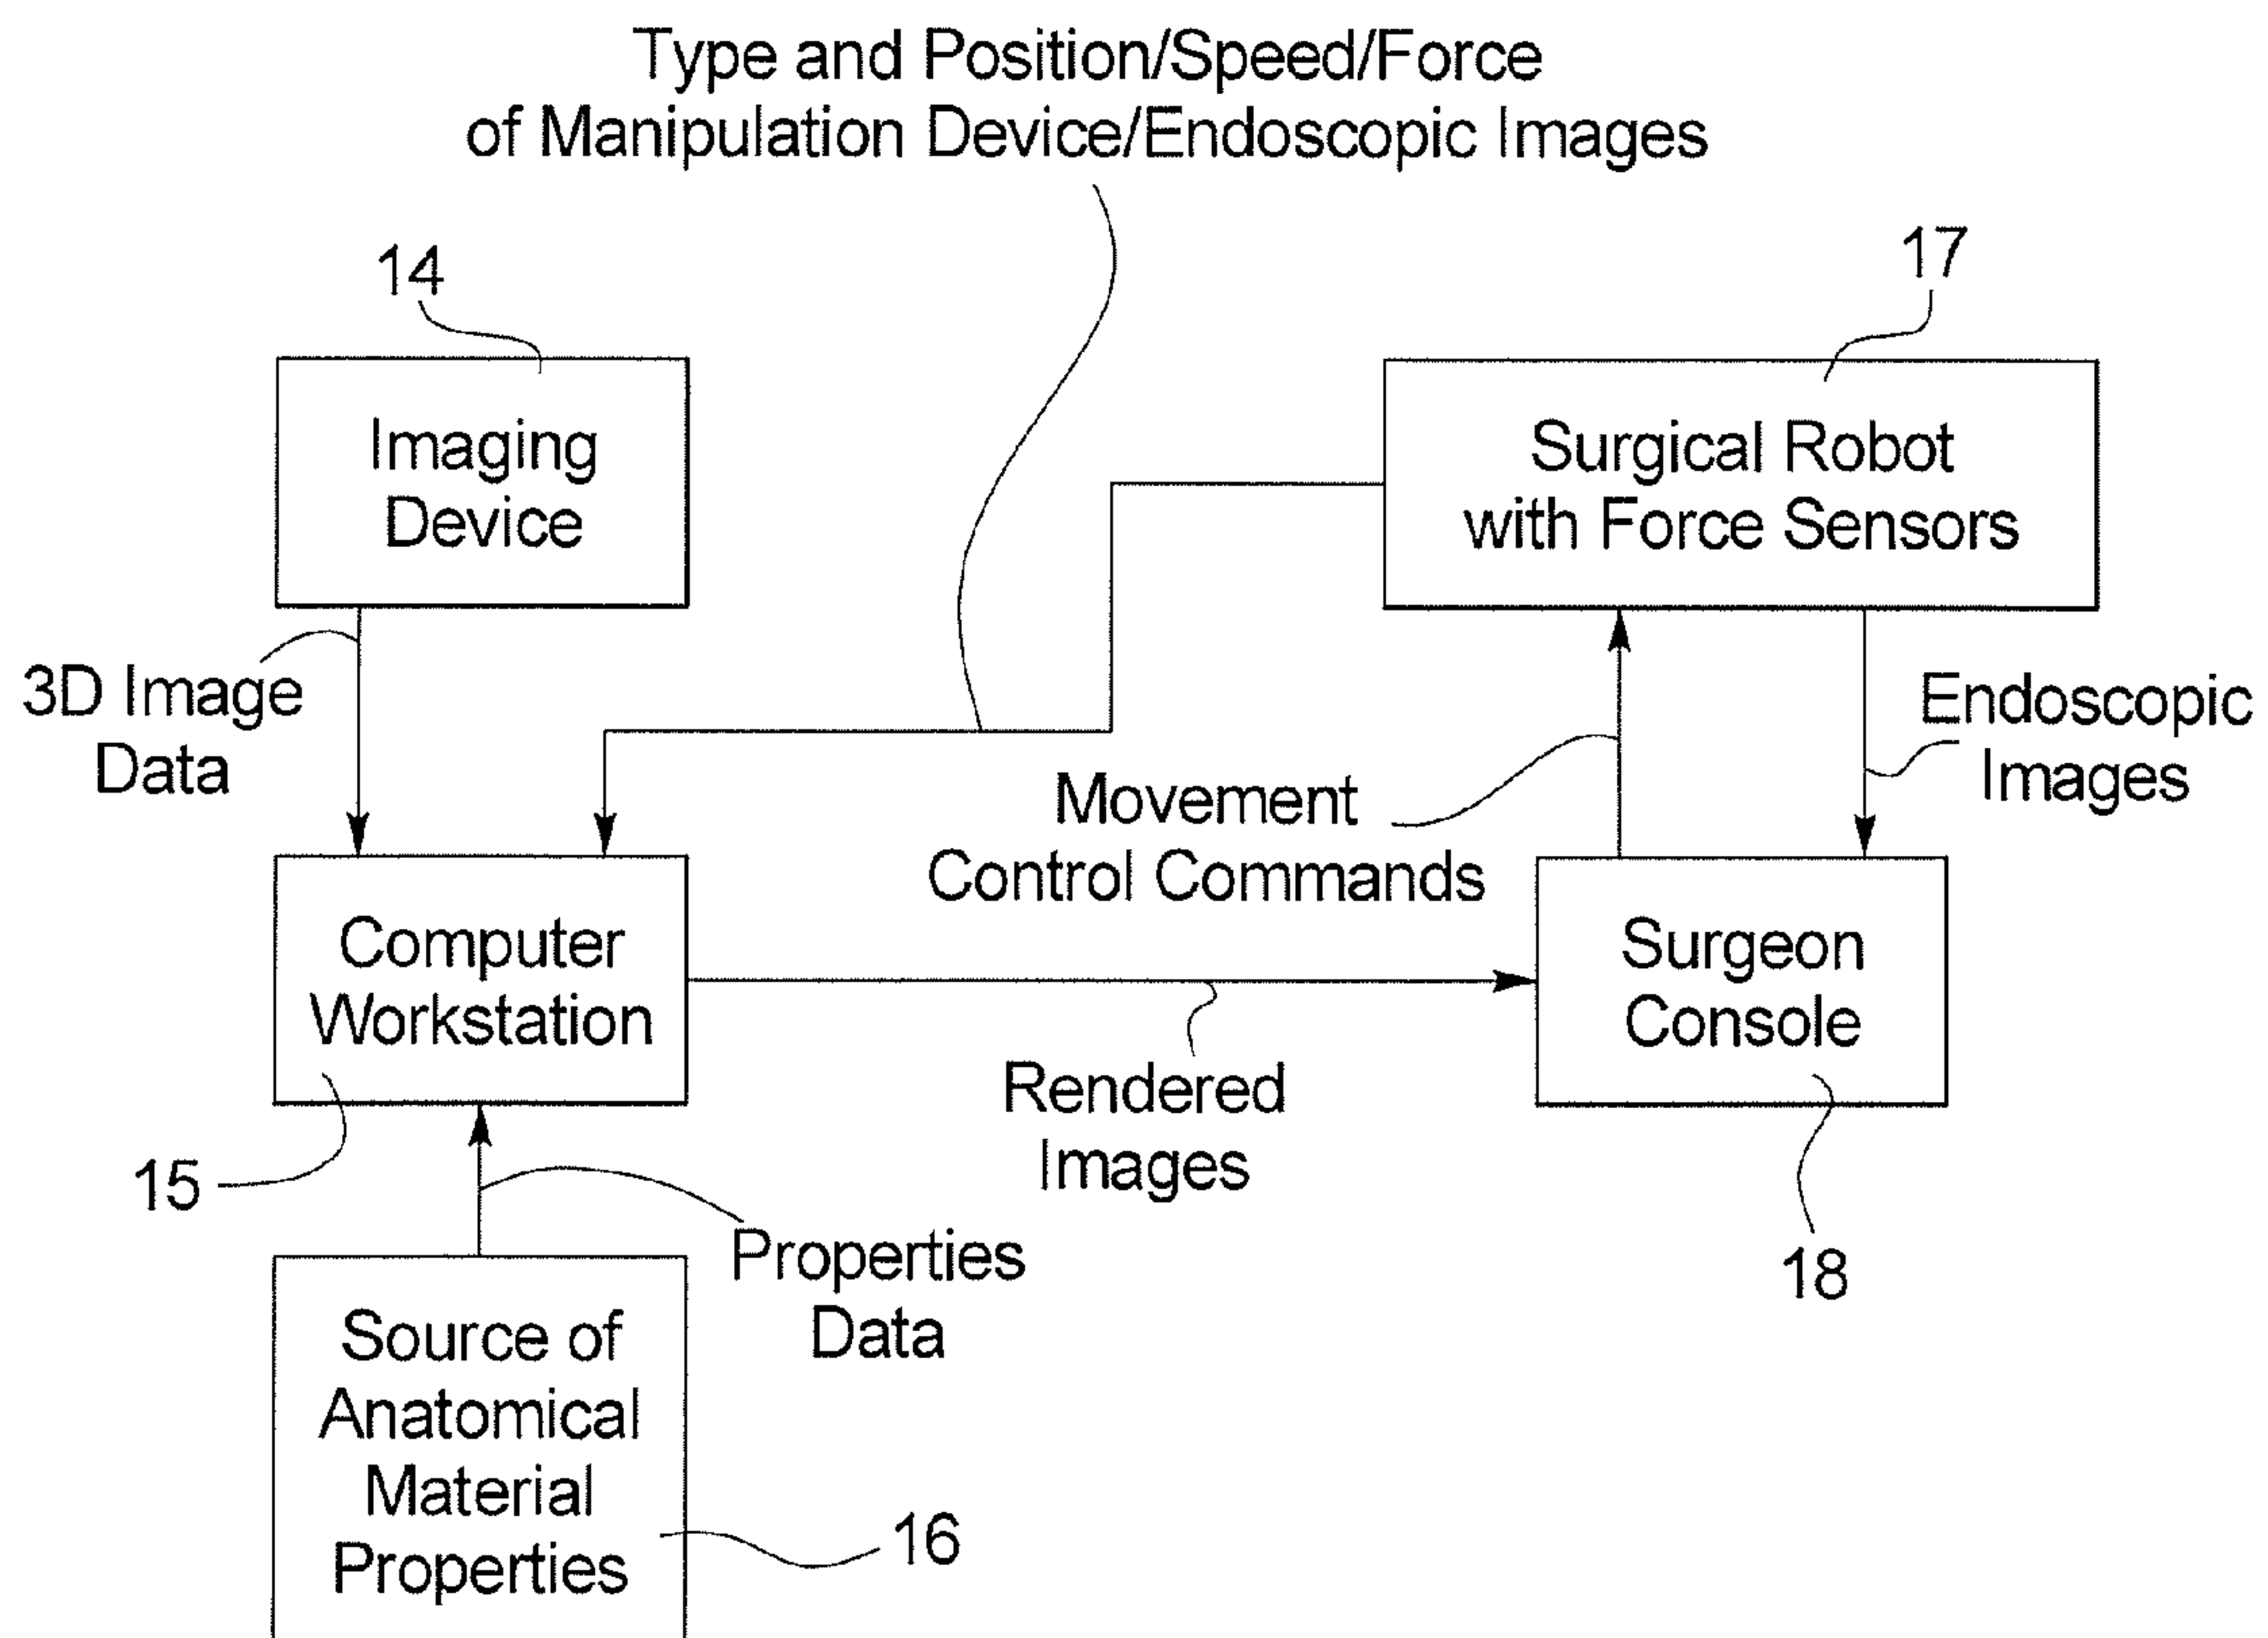 Type and Position/Speed/Force
of Manipulation Device/Endoscopic Images
14
17
Imaging
Device
Surgical Robot
with Force Sensors
3D Image
Data
Endoscopic
Images
Movement
Control Commands
Computer
Workstation
Surgeon
Console
Rendered
Images
15
18
Properties
Data
Source of
Anatomical
Material
Properties
16